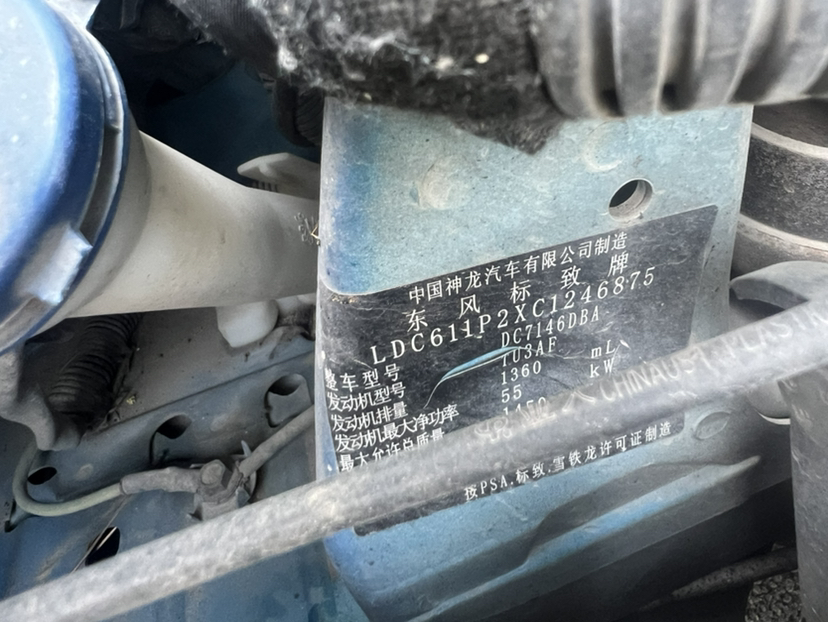 中国神龙汽车有限公司制造
东风标致牌
LDC611P2XC1246875
整车型号 DC7146DBA
发动机型号 TU3AF
发动机排量 1360 mL
发动机最大净功率 55 kW
最大允许总质量
CHINAUST PLASTI
按PSA.标致.雪铁龙许可证制造